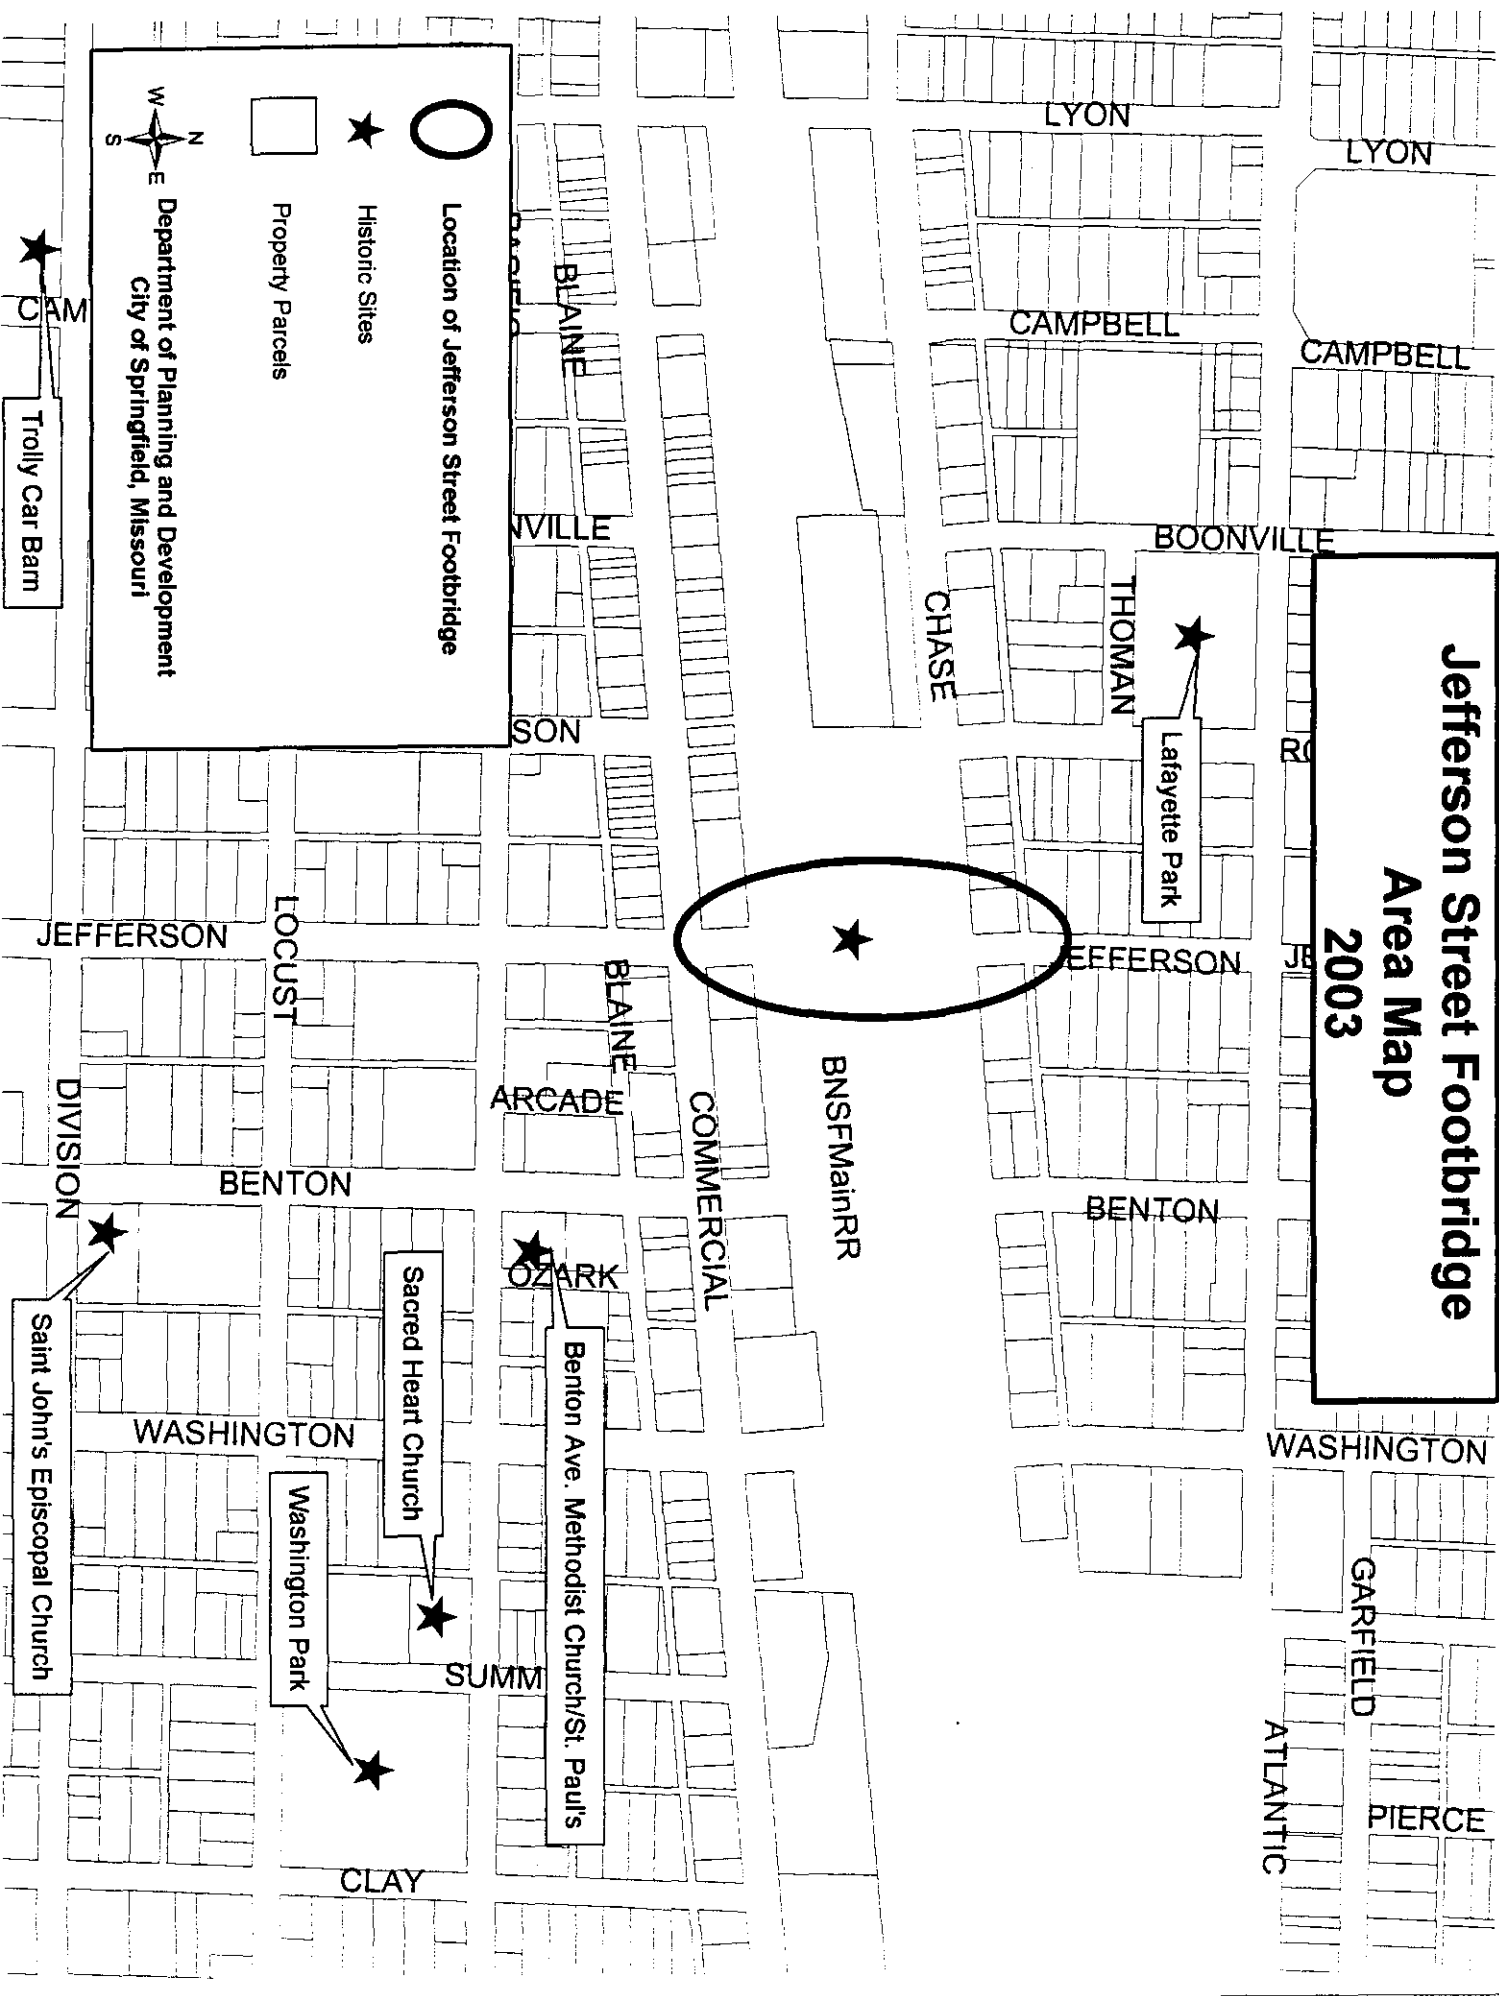 Jefferson Street Footbridge
Area Map
2003
LYON
LYON
CAMPBELL
CAMPBELL
BOONVILLE
THOMAN
CHASE
Lafayette Park
JEFFERSON
BENTON
WASHINGTON
GARFIELD
ATLANTIC
PIERCE
BNSFMainRR
COMMERCIAL
BLAINE
BLAINE
NVILLE
SON
ARCADE
OZARK
Benton Ave. Methodist Church/St. Paul's
LOCUST
JEFFERSON
BENTON
WASHINGTON
Sacred Heart Church
SUMM
Washington Park
CLAY
DIVISION
Saint John's Episcopal Church
Location of Jefferson Street Footbridge
Historic Sites
Property Parcels
N
W
E
S
Department of Planning and Development
City of Springfield, Missouri
CAM
Trolly Car Barn